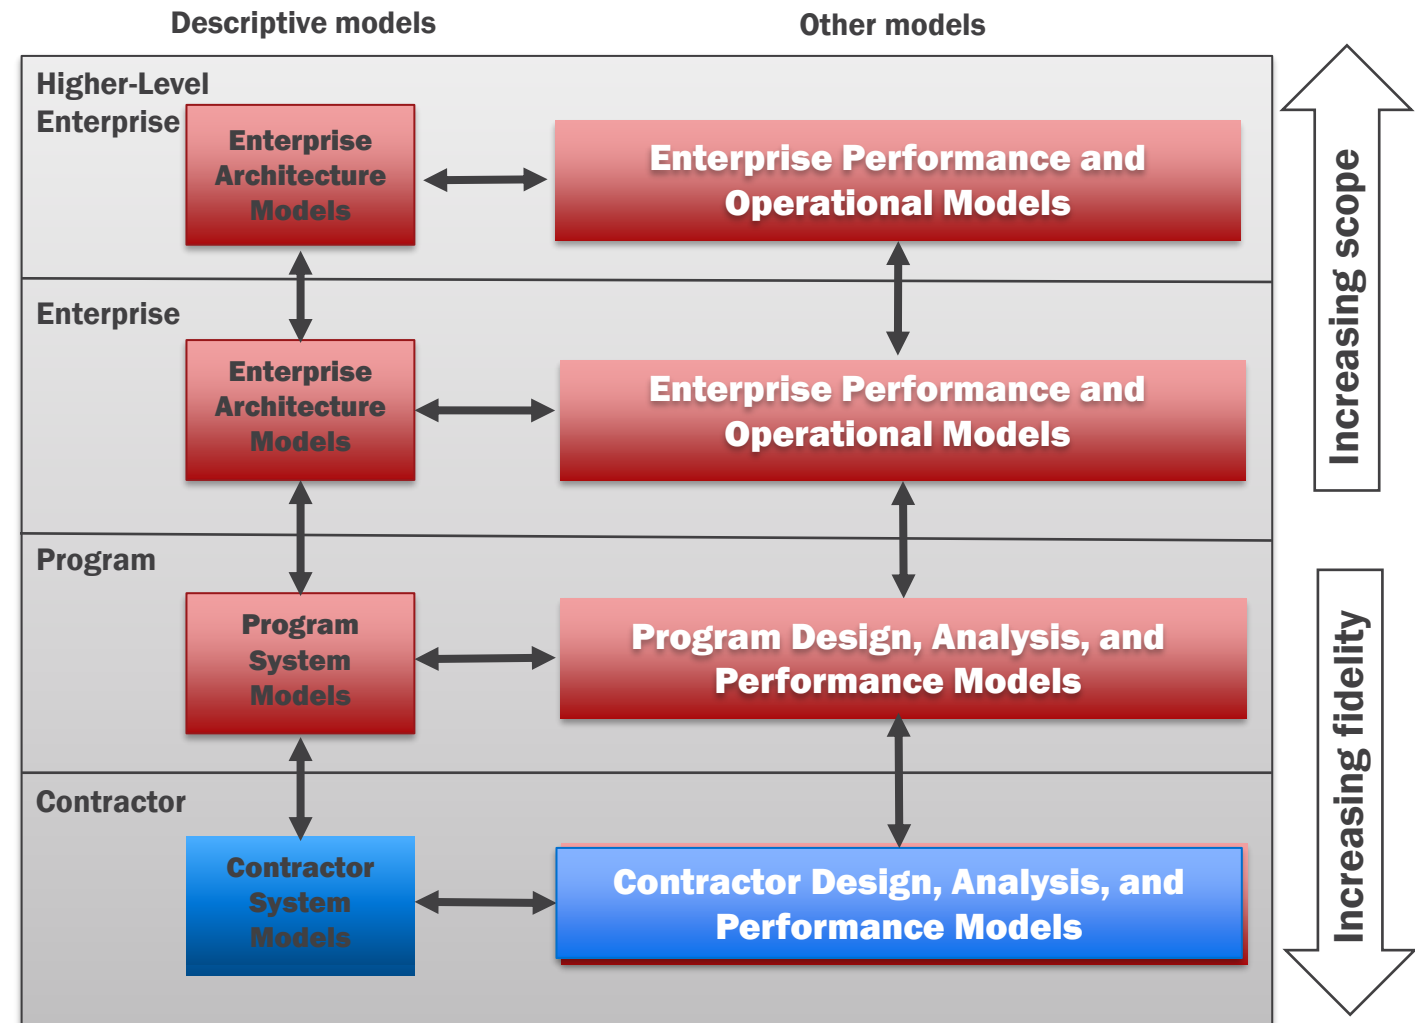 Descriptive models
Other models
Higher-Level
Enterprise
Enterprise
Architecture
Models
Enterprise Performance and
Operational Models
Enterprise
Enterprise
Architecture
Models
Enterprise Performance and
Operational Models
Program
Program
System
Models
Program Design, Analysis, and
Performance Models
Contractor
Contractor
System
Models
Contractor Design, Analysis, and
Performance Models
Increasing scope
Increasing fidelity